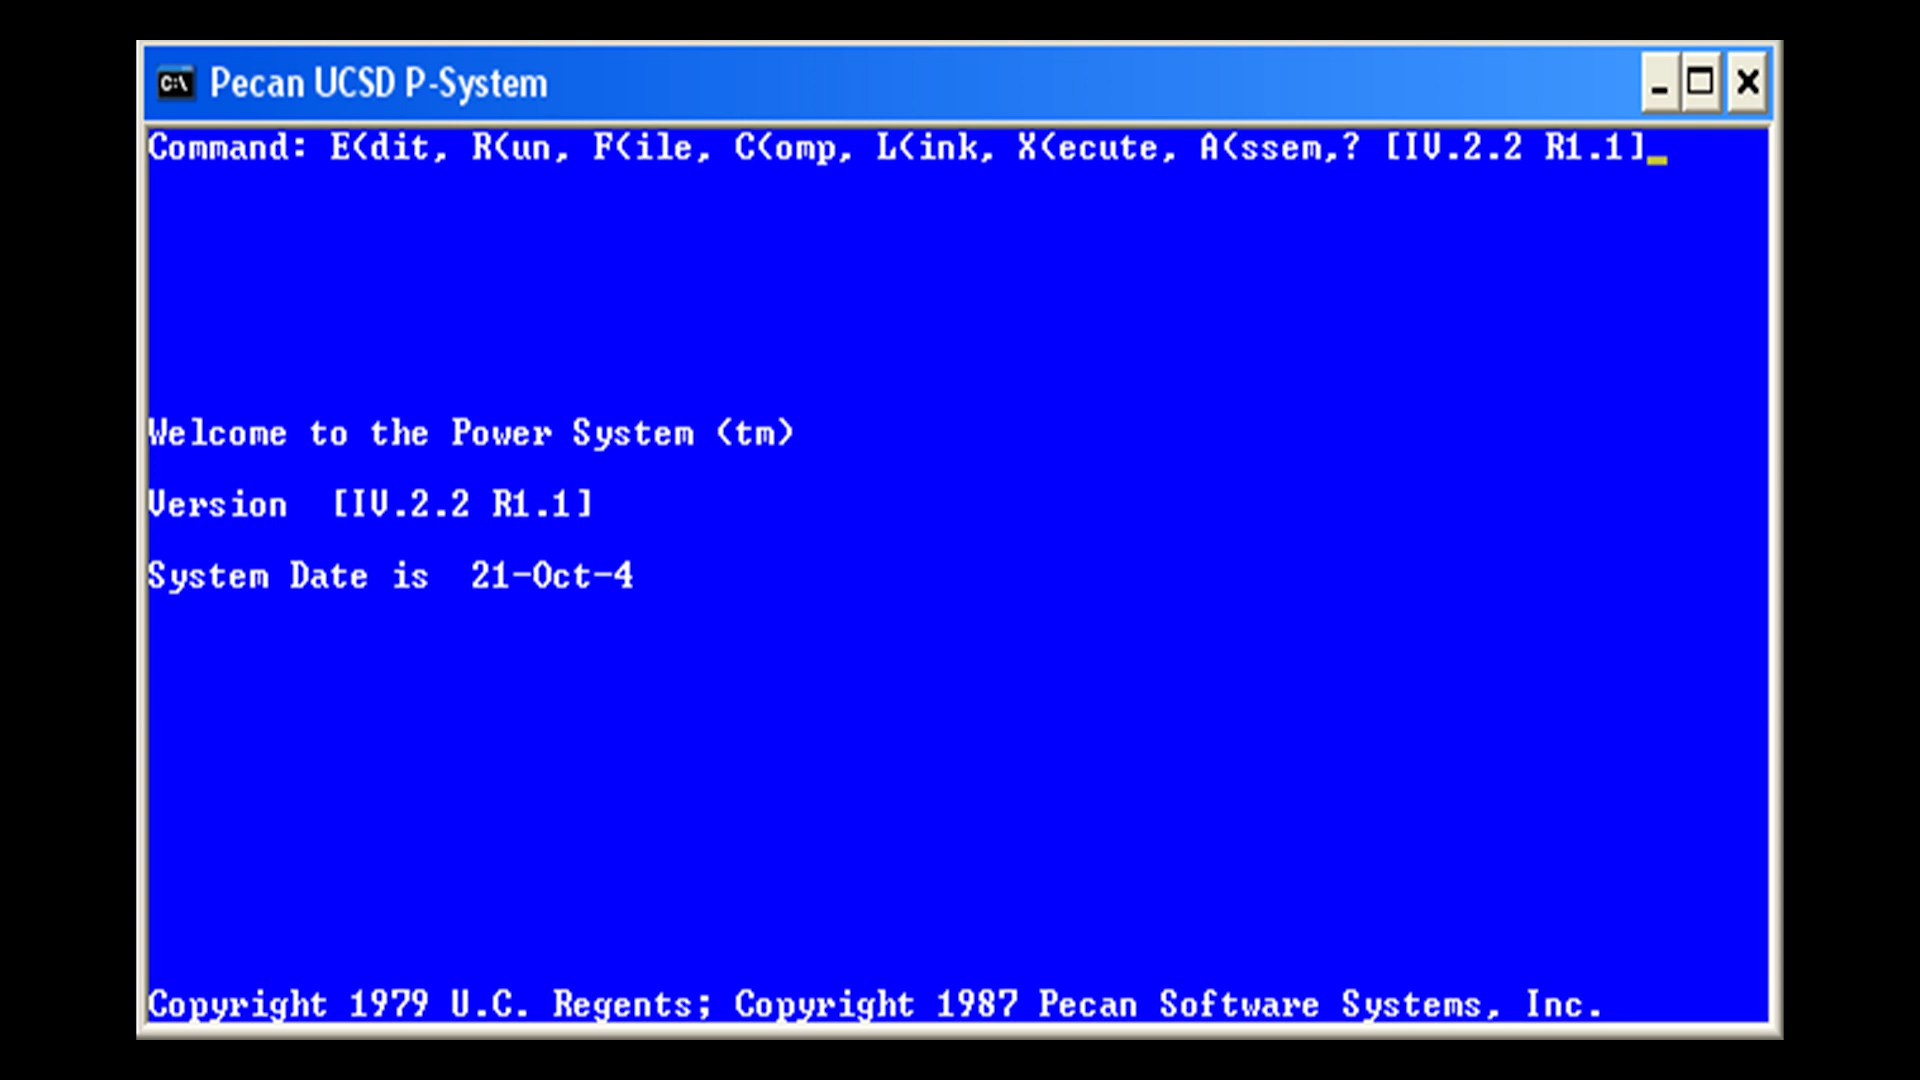 C:\ Pecan UCSD P-System
Command: E(dit, R(un, F(ile, C(omp, L(ink, X(ecute, A(ssem,? [IV.2.2 R1.1]_
Welcome to the Power System (tm)
Version  [IV.2.2 R1.1]
System Date is  21-Oct-4
Copyright 1979 U.C. Regents; Copyright 1987 Pecan Software Systems, Inc.